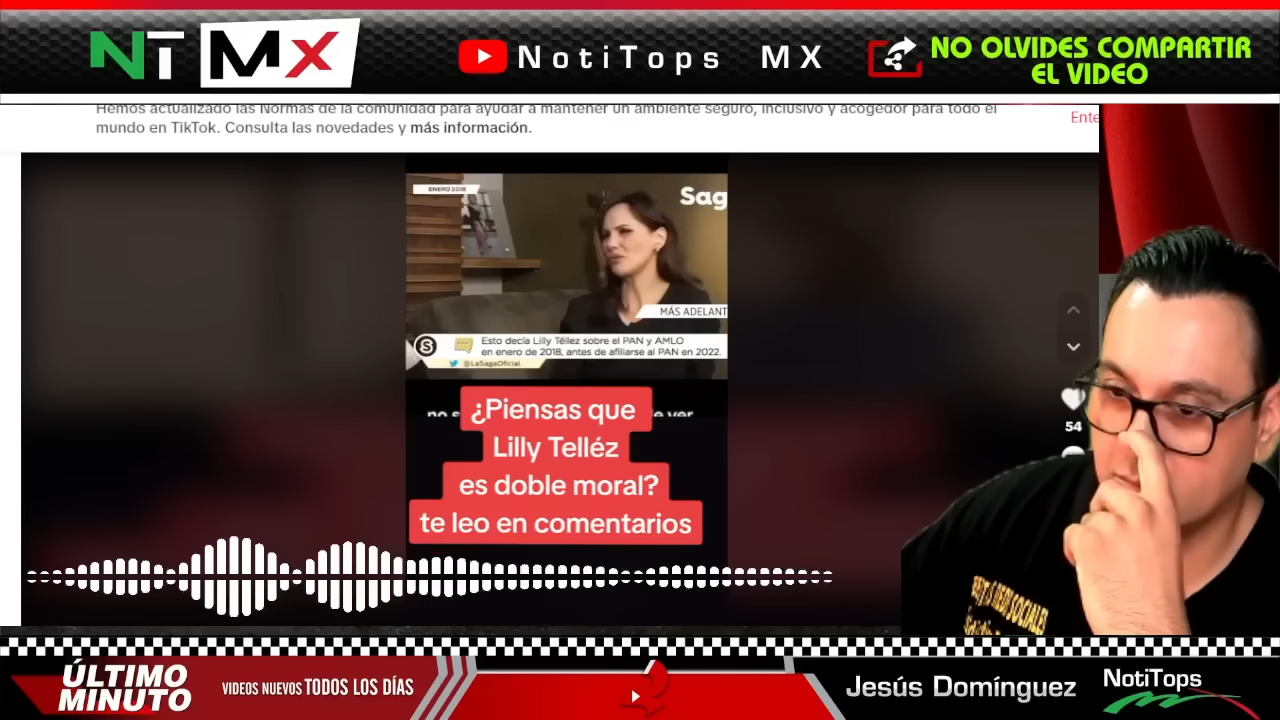 NT MX
NotiTops MX
NO OLVIDES COMPARTIR
EL VIDEO
Hemos actualizado las Normas de la comunidad para ayudar a mantener un ambiente seguro, inclusivo y acogedor para todo el
mundo en TikTok. Consulta las novedades y más información.
Ente
ENERO 2018
Sag
MÁS ADELANT
S
Esto decía Lilly Téllez sobre el PAN y AMLO
en enero de 2018, antes de afiliarse al PAN en 2022.
@LaSagaOficial
¿Piensas que
Lilly Telléz
es doble moral?
te leo en comentarios
54
ÚLTIMO
MINUTO
VIDEOS NUEVOS TODOS LOS DÍAS
Jesús Domínguez
NotiTops